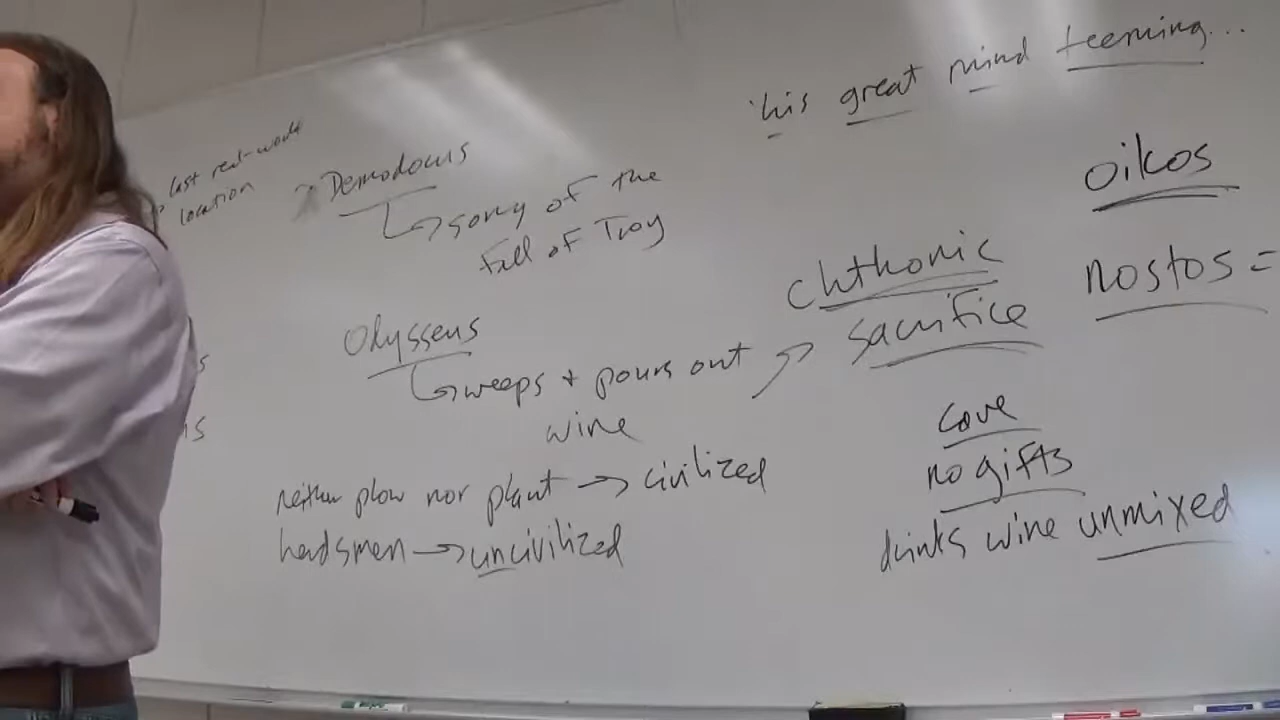 his great mind teeming...
last real-world
location
Demodocus
song of the
fall of Troy
oikos
nostos =
chthonic
sacrifice
Odysseus
weeps + pours out
wine
neither plow nor plant → civilized
herdsmen → uncivilized
cave
no gifts
drinks wine unmixed